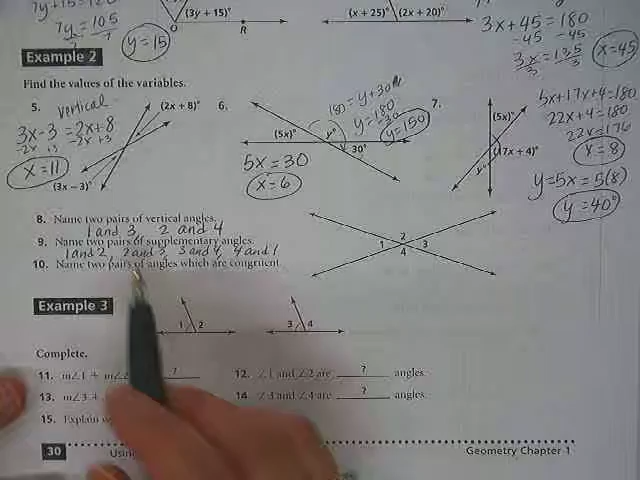 7y = 105
y = 15
(3y + 15)°
O
R
(x + 25)°
(2x + 20)°
3x + 45 = 180
-45 -45
3x = 135
3 3
x = 45
Example 2
Find the values of the variables.
5.
vertical
(2x + 8)°
3x - 3 = 2x + 8
-2x +3 -2x +3
x = 11
(3x − 3)°
6.
180 = y + 30
y = 180
-30
y = 150
(5x)°
y°
30°
5x = 30
x = 6
7.
(5x)°
(17x + 4)°
y°
5x + 17x + 4 = 180
22x + 4 = 180
22x = 176
x = 8
y = 5x = 5(8)
y = 40°
8. Name two pairs of vertical angles.
1 and 3, 2 and 4
9. Name two pairs of supplementary angles.
1 and 2, 2 and 3, 3 and 4, 4 and 1
10. Name two pairs of angles which are congruent.
1 2 3 4
Example 3
1 2
3 4
Complete.
11. m∠1 + m∠2 ?
12. ∠1 and ∠2 are ? angles.
13. m∠3 +
14. ∠3 and ∠4 are ? angles.
15. Explain
30
Geometry Chapter 1